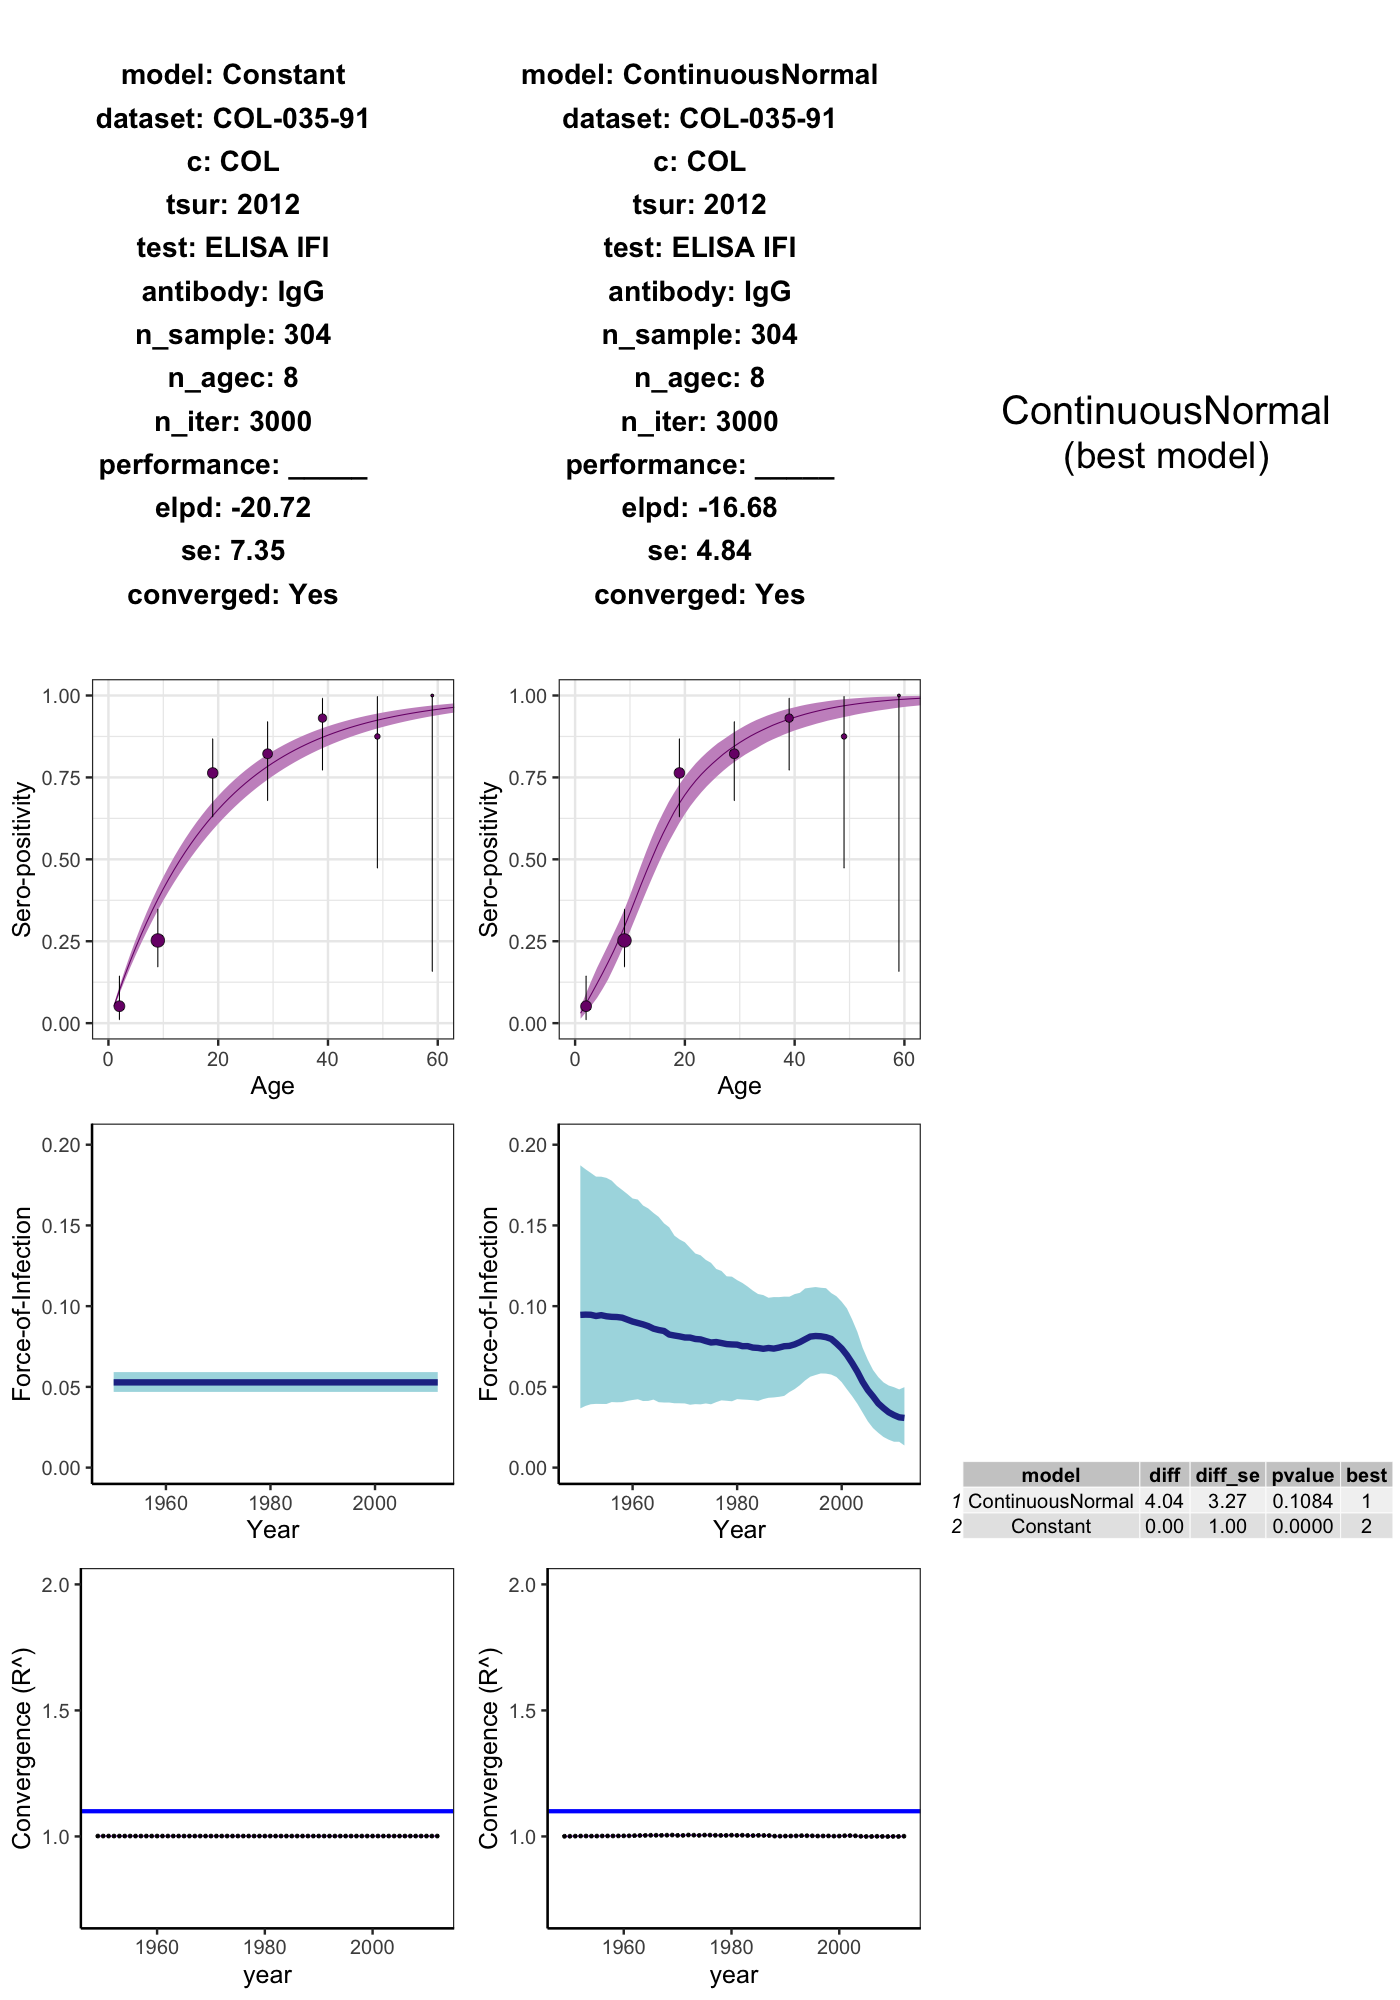 model: Constant
dataset: COL-035-91
c: COL
tsur: 2012
test: ELISA IFI
antibody: IgG
n_sample: 304
n_agec: 8
n_iter: 3000
performance: _____
elpd: -20.72
se: 7.35
converged: Yes
model: ContinuousNormal
dataset: COL-035-91
c: COL
tsur: 2012
test: ELISA IFI
antibody: IgG
n_sample: 304
n_agec: 8
n_iter: 3000
performance: _____
elpd: -16.68
se: 4.84
converged: Yes
ContinuousNormal
(best model)
Sero-positivity
1.00
0.75
0.50
0.25
0.00
0 20 40 60
Age
Sero-positivity
1.00
0.75
0.50
0.25
0.00
0 20 40 60
Age
Force-of-Infection
0.20
0.15
0.10
0.05
0.00
1960 1980 2000
Year
Force-of-Infection
0.20
0.15
0.10
0.05
0.00
1960 1980 2000
Year
model diff diff_se pvalue best
1 ContinuousNormal 4.04 3.27 0.1084 1
2 Constant 0.00 1.00 0.0000 2
Convergence (R^)
2.0
1.5
1.0
1960 1980 2000
year
Convergence (R^)
2.0
1.5
1.0
1960 1980 2000
year